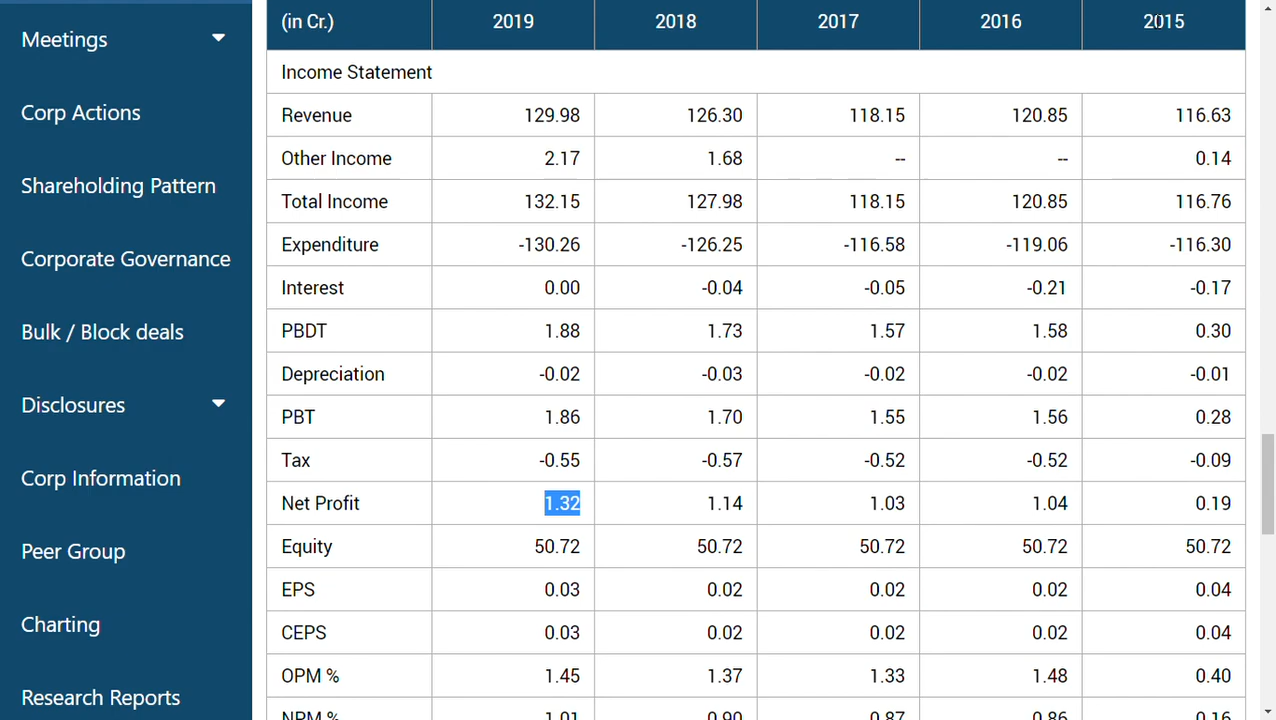 Meetings
Corp Actions
Shareholding Pattern
Corporate Governance
Bulk / Block deals
Disclosures
Corp Information
Peer Group
Charting
Research Reports
(in Cr.) 2019 2018 2017 2016 2015
Income Statement
Revenue 129.98 126.30 118.15 120.85 116.63
Other Income 2.17 1.68 -- -- 0.14
Total Income 132.15 127.98 118.15 120.85 116.76
Expenditure -130.26 -126.25 -116.58 -119.06 -116.30
Interest 0.00 -0.04 -0.05 -0.21 -0.17
PBDT 1.88 1.73 1.57 1.58 0.30
Depreciation -0.02 -0.03 -0.02 -0.02 -0.01
PBT 1.86 1.70 1.55 1.56 0.28
Tax -0.55 -0.57 -0.52 -0.52 -0.09
Net Profit 1.32 1.14 1.03 1.04 0.19
Equity 50.72 50.72 50.72 50.72 50.72
EPS 0.03 0.02 0.02 0.02 0.04
CEPS 0.03 0.02 0.02 0.02 0.04
OPM % 1.45 1.37 1.33 1.48 0.40
NPM % 1.01 0.90 0.87 0.86 0.16